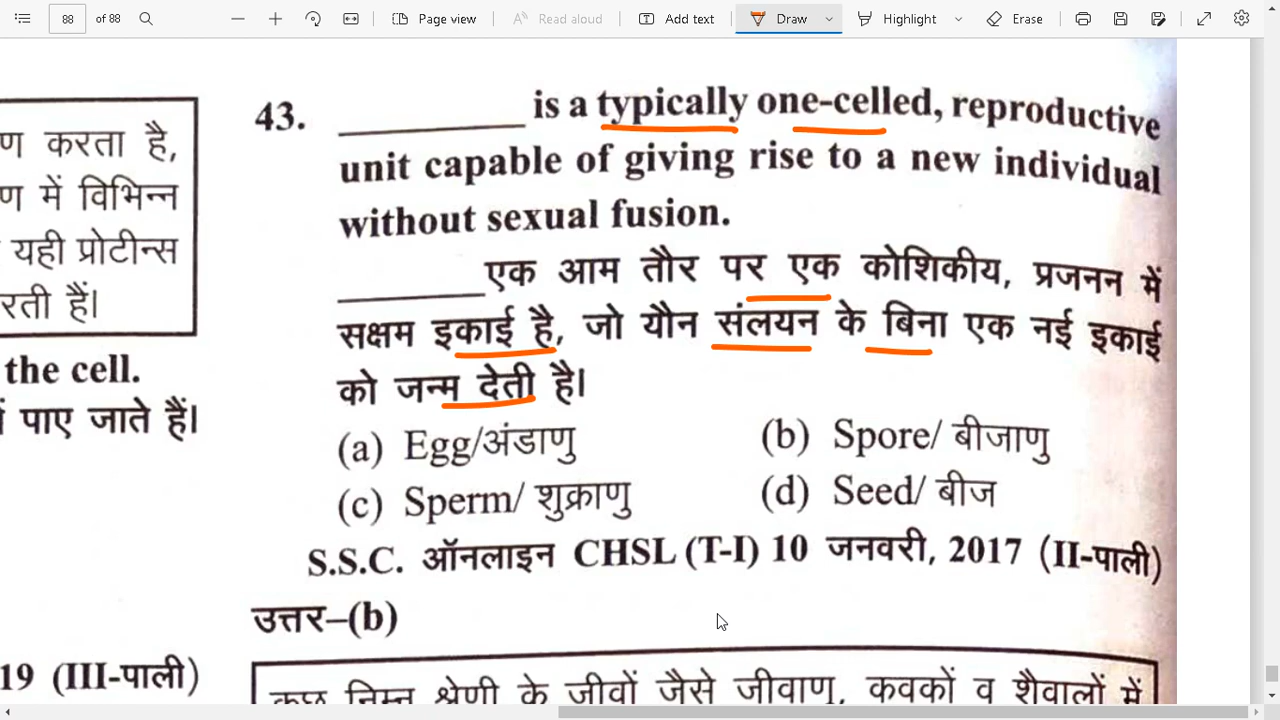 88 of 88 Page view Read aloud Add text Draw Highlight Erase
ण करता है,
ण में विभिन्न
यही प्रोटीन्स
रती हैं।
the cell.
पाए जाते हैं।
19 (III-पाली)
43. ________ is a typically one-celled, reproductive
unit capable of giving rise to a new individual
without sexual fusion.
________ एक आम तौर पर एक कोशिकीय, प्रजनन में
सक्षम इकाई है, जो यौन संलयन के बिना एक नई इकाई
को जन्म देती है।
(a) Egg/अंडाणु (b) Spore/ बीजाणु
(c) Sperm/ शुक्राणु (d) Seed/ बीज
S.S.C. ऑनलाइन CHSL (T-I) 10 जनवरी, 2017 (II-पाली)
उत्तर–(b)
कुछ निम्न श्रेणी के जीवों जैसे जीवाणु, कवकों व शैवालों में